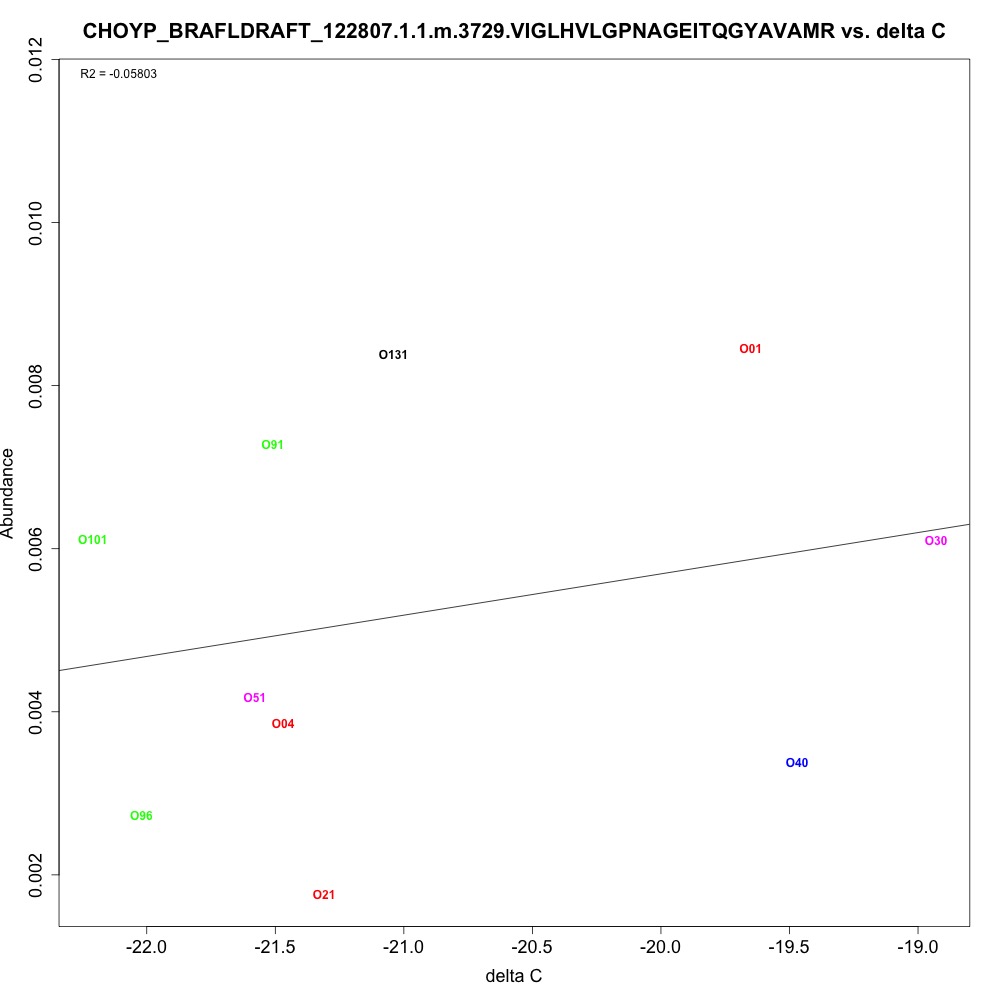 CHOYP_BRAFLDRAFT_122807.1.1.m.3729.VIGLHVLGPNAGEITQGYAVAMR vs. delta C
R2 = -0.05803
0.012
0.010
0.008
0.006
0.004
0.002
Abundance
O131
O01
O91
O101
O30
O51
O04
O40
O96
O21
-22.0 -21.5 -21.0 -20.5 -20.0 -19.5 -19.0
delta C